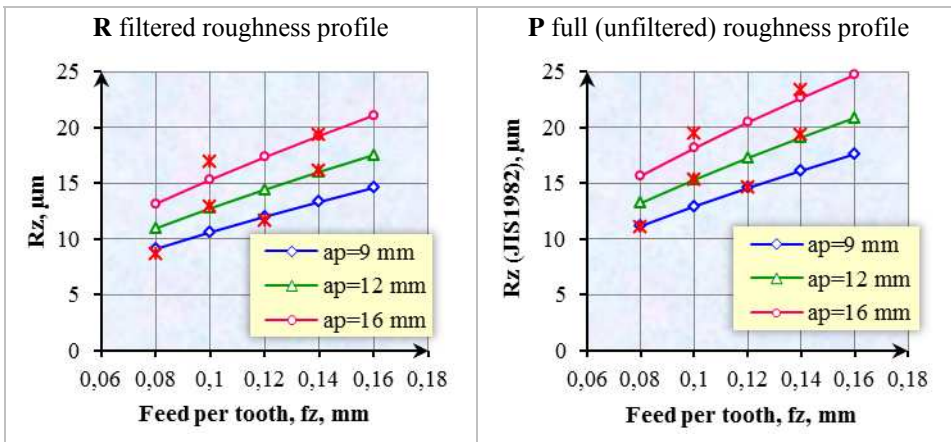 R filtered roughness profile
25
20
15
10
5
0
Rz, µm
ap=9 mm
ap=12 mm
ap=16 mm
0,06 0,08 0,1 0,12 0,14 0,16 0,18
Feed per tooth, fz, mm
P full (unfiltered) roughness profile
25
20
15
10
5
0
Rz (JIS1982), µm
ap=9 mm
ap=12 mm
ap=16 mm
0,06 0,08 0,1 0,12 0,14 0,16 0,18
Feed per tooth, fz, mm